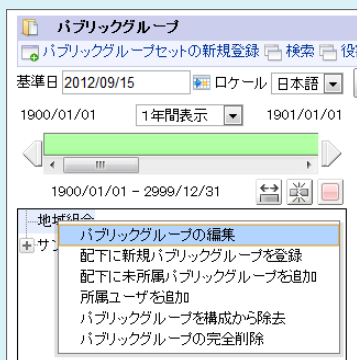 パブリックグループ
パブリックグループセットの新規登録 検索 役
基準日 2012/09/15 ロケール 日本語
1900/01/01 1年間表示 1901/01/01
1900/01/01 - 2999/12/31
地域組合
サン
パブリックグループの編集
配下に新規パブリックグループを登録
配下に未所属パブリックグループを追加
所属ユーザを追加
パブリックグループを構成から除去
パブリックグループの完全削除